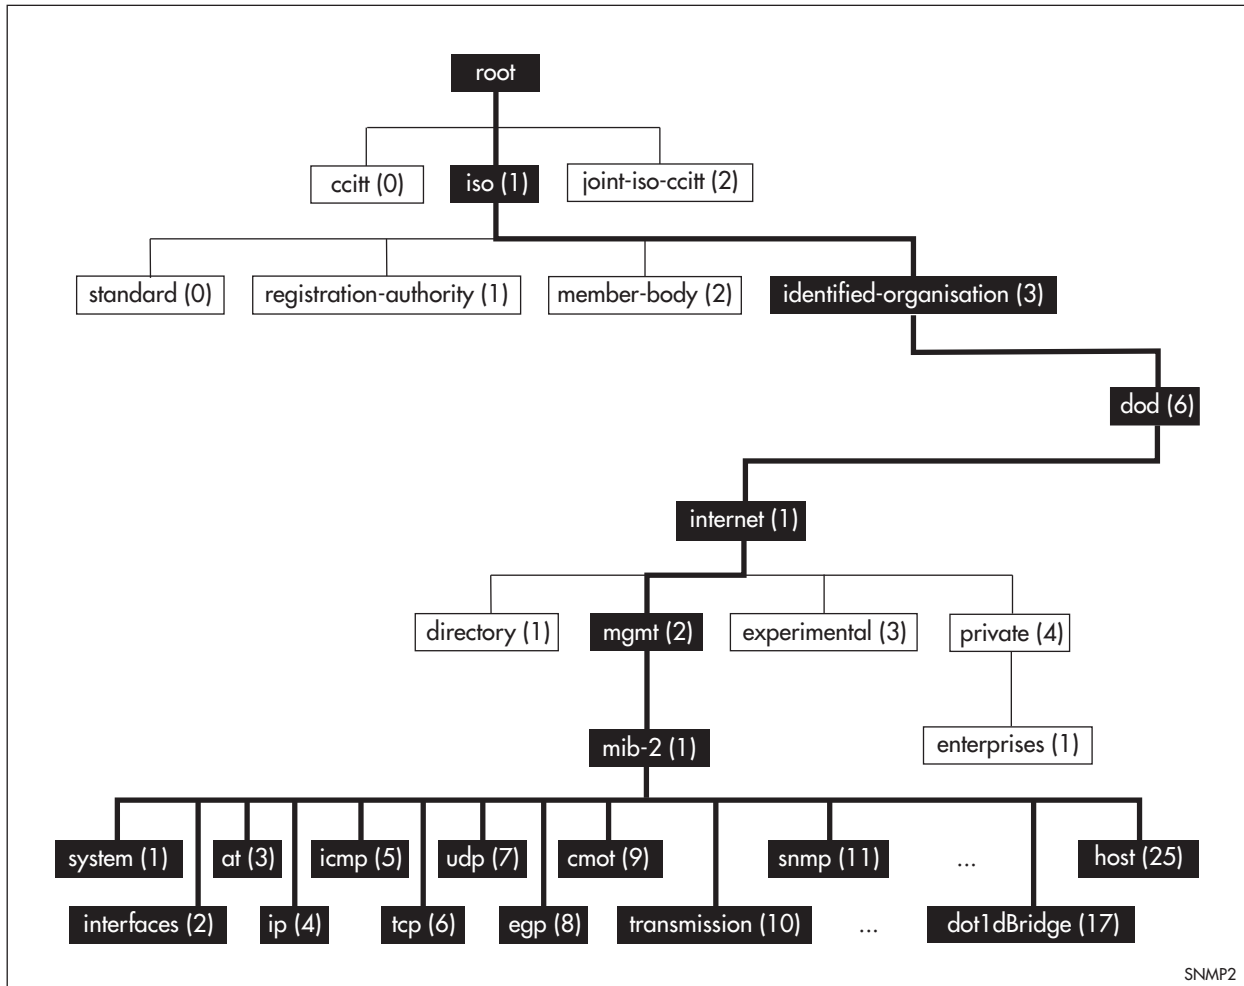 root
ccitt (0)
iso (1)
joint-iso-ccitt (2)
standard (0)
registration-authority (1)
member-body (2)
identified-organisation (3)
dod (6)
internet (1)
directory (1)
mgmt (2)
experimental (3)
private (4)
mib-2 (1)
enterprises (1)
system (1)
at (3)
icmp (5)
udp (7)
cmot (9)
snmp (11)
...
host (25)
interfaces (2)
ip (4)
tcp (6)
egp (8)
transmission (10)
...
dot1dBridge (17)
SNMP2